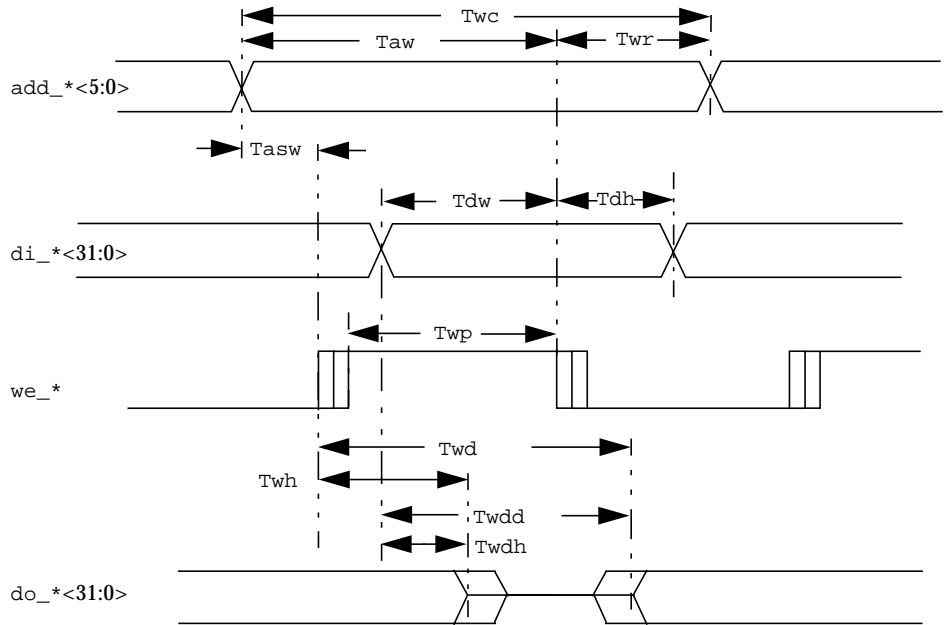 Twc
Taw
Twr
add_*<5:0>
Tasw
Tdw
Tdh
di_*<31:0>
Twp
we_*
Twd
Twh
Twdd
Twdh
do_*<31:0>